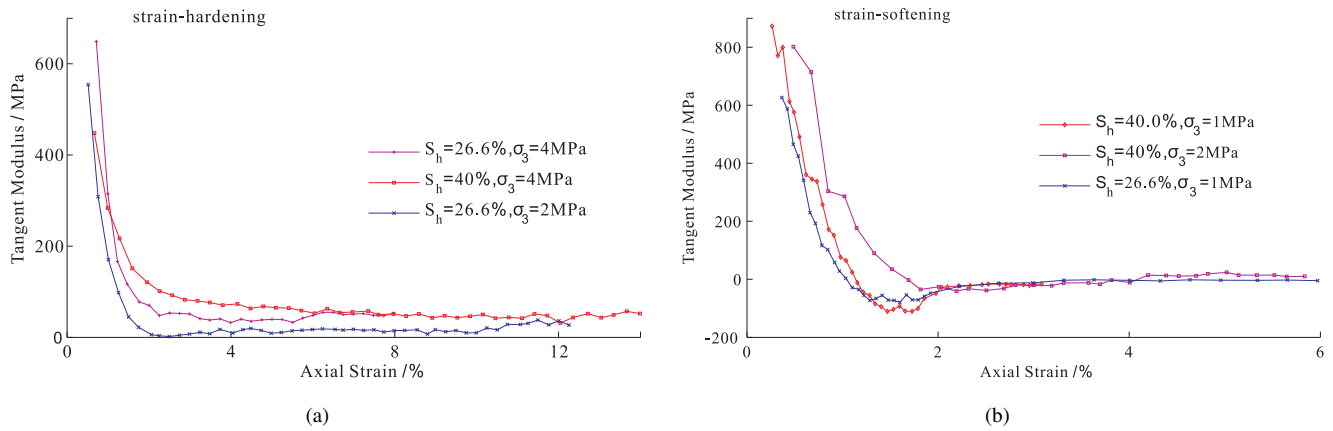 strain-hardening
600
400
200
0
Tangent Modulus / MPa
S_h=26.6%,σ_3=4MPa
S_h=40%,σ_3=4MPa
S_h=26.6%,σ_3=2MPa
0 4 8 12
Axial Strain /%
(a)
strain-softening
800
600
400
200
0
-200
Tangent Modulus / MPa
S_h=40.0%,σ_3=1MPa
S_h=40%,σ_3=2MPa
S_h=26.6%,σ_3=1MPa
0 2 4 6
Axial Strain /%
(b)